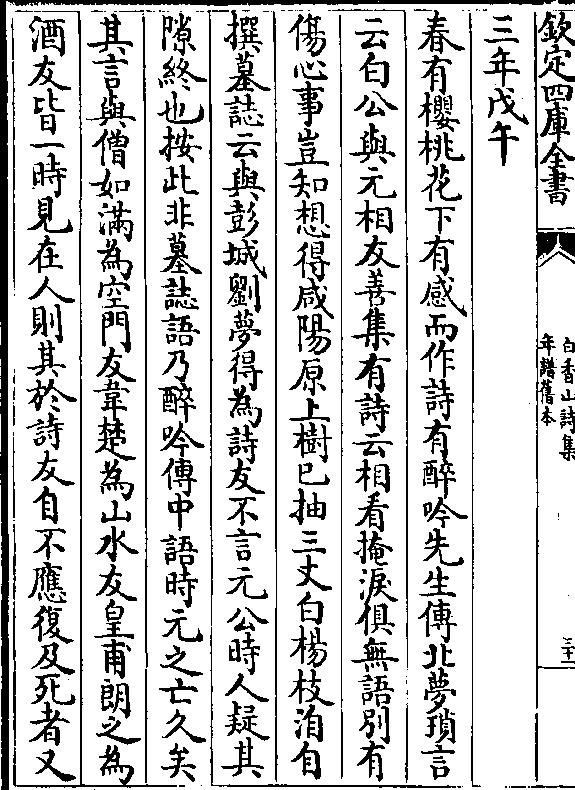 欽定四庫全書
白香山詩集
年譜舊本
三十一
三年戊午
春有櫻桃花下有感而作詩有醉吟先生傳北夢瑣言
云白公與元相友善集有詩云相看掩淚俱無語別有
傷心事豈知想得咸陽原上樹已抽三丈白楊枝洎自
撰墓誌云與彭城劉夢得為詩友不言元公時人疑其
隙終也按此非墓誌語乃醉吟傳中語時元之亡久矣
其言與僧如滿為空門友韋楚為山水友皇甫朗之為
酒友皆一時見在人則其於詩友自不應復及死者又